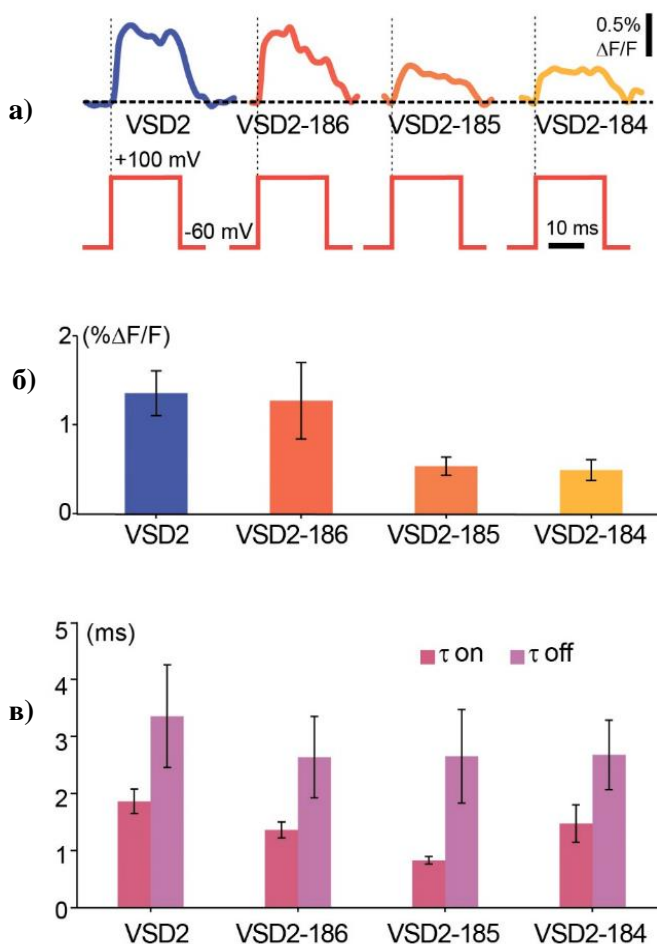 0.5%
ΔF/F
а)
VSD2 VSD2-186 VSD2-185 VSD2-184
+100 mV
-60 mV
10 ms
б)
(%ΔF/F)
2
1
0
VSD2 VSD2-186 VSD2-185 VSD2-184
в)
(ms)
5
4
3
2
1
0
τ on τ off
VSD2 VSD2-186 VSD2-185 VSD2-184